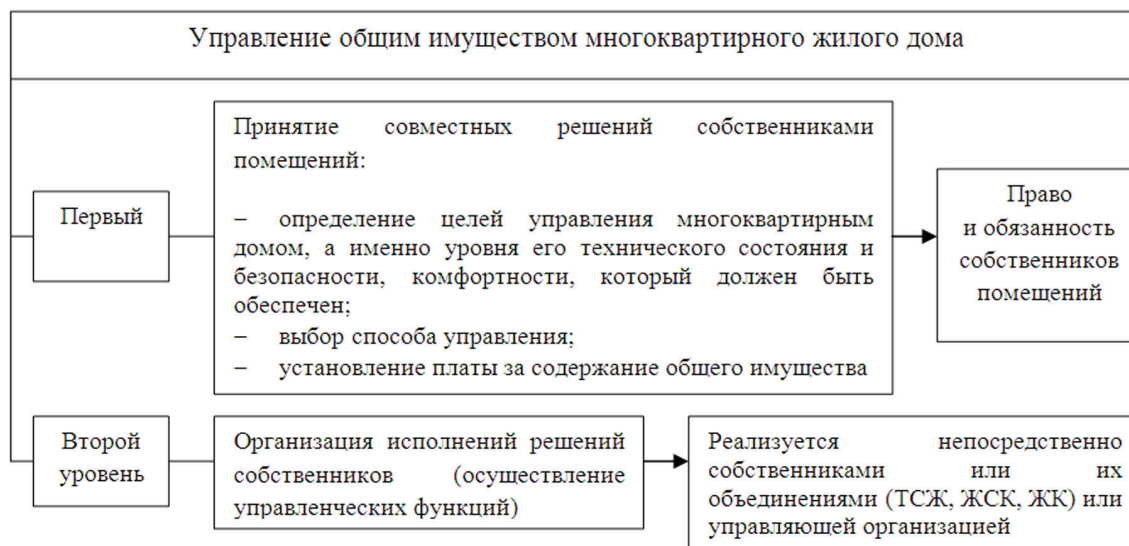 Управление общим имуществом многоквартирного жилого дома
Первый
Принятие совместных решений собственниками
помещений:
– определение целей управления многоквартирным
домом, а именно уровня его технического состояния и
безопасности, комфортности, который должен быть
обеспечен;
– выбор способа управления;
– установление платы за содержание общего имущества
Право
и обязанность
собственников
помещений
Второй
уровень
Организация исполнений решений
собственников (осуществление
управленческих функций)
Реализуется непосредственно
собственниками или их
объединениями (ТСЖ, ЖСК, ЖК) или
управляющей организацией